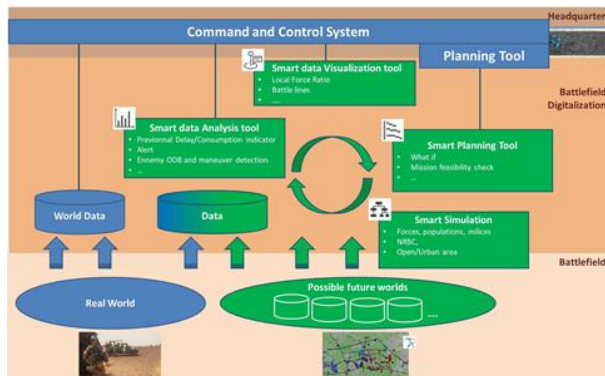 Headquarter
Command and Control System
Planning Tool
Battlefield
Digitalization
Smart data Visualization tool
• Local Force Ratio
• Battle lines
• ....
Smart data Analysis tool
• Previonnal Delay/Consumption indicator
• Alert
• Ennemy ODB and maneuver detection
• ...
Smart Planning Tool
• What if
• Mission feasibility check
• ...
World Data
Data
Smart Simulation
• Forces, populations, milices
• NRBC,
• Open/Urban area
Battlefield
Real World
Possible future worlds
....